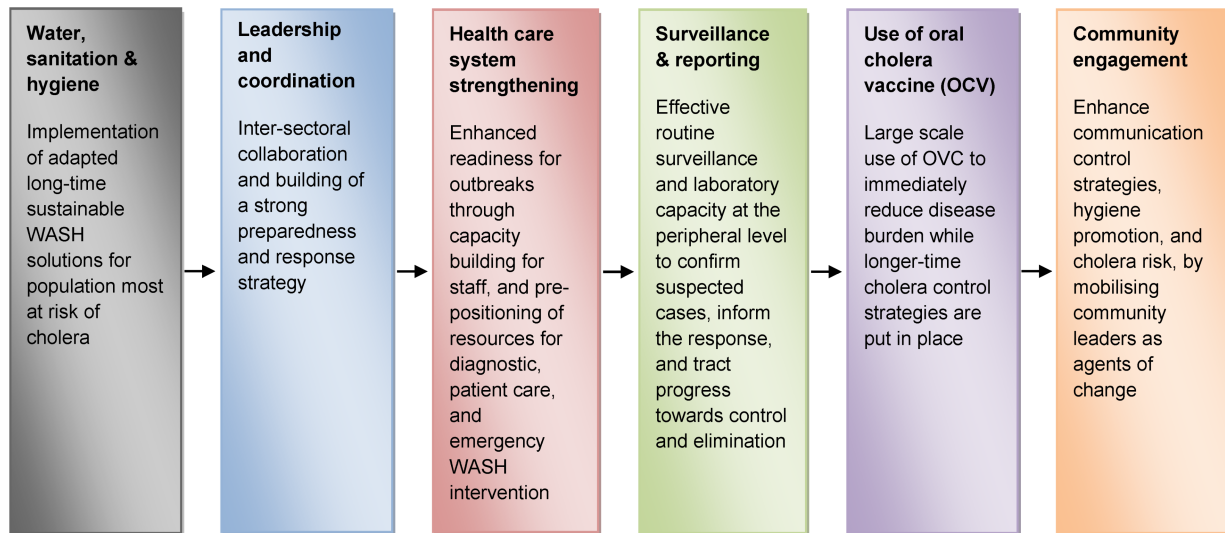 Water,
sanitation &
hygiene
Implementation
of adapted
long-time
sustainable
WASH
solutions for
population most
at risk of
cholera
Leadership
and
coordination
Inter-sectoral
collaboration
and building of
a strong
preparedness
and response
strategy
Health care
system
strengthening
Enhanced
readiness for
outbreaks
through
capacity
building for
staff, and pre-
positioning of
resources for
diagnostic,
patient care,
and
emergency
WASH
intervention
Surveillance
& reporting
Effective
routine
surveillance
and laboratory
capacity at the
peripheral level
to confirm
suspected
cases, inform
the response,
and tract
progress
towards control
and elimination
Use of oral
cholera
vaccine (OCV)
Large scale
use of OVC to
immediately
reduce disease
burden while
longer-time
cholera control
strategies are
put in place
Community
engagement
Enhance
communication
control
strategies,
hygiene
promotion, and
cholera risk, by
mobilising
community
leaders as
agents of
change